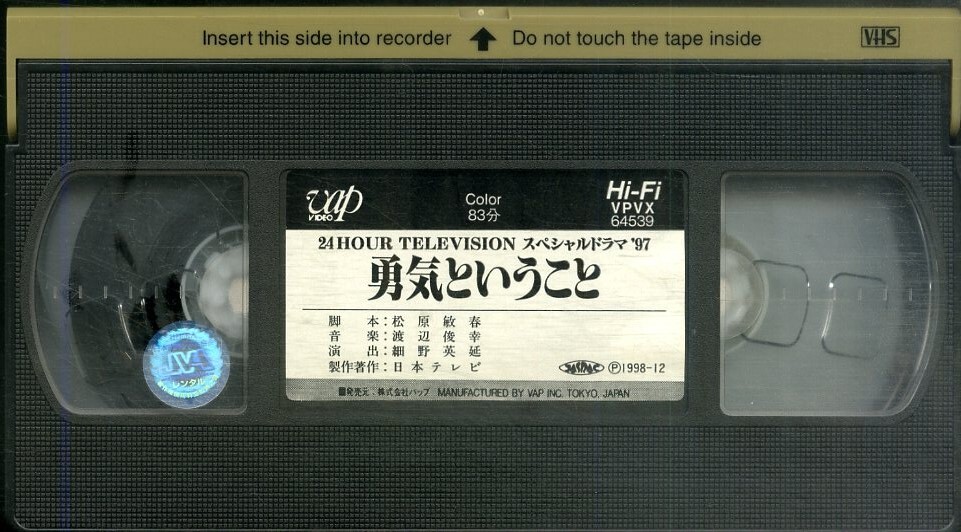 Insert this side into recorder Do not touch the tape inside VHS
vap
VIDEO
Color
83分
Hi-Fi
VPVX
64539
24HOUR TELEVISION スペシャルドラマ'97
勇気ということ
脚本:松原敏春
音楽:渡辺俊幸
演出:細野英延
製作著作:日本テレビ
Ⓟ1998-12
発売元:株式会社バップ MANUFACTURED BY VAP INC. TOKYO, JAPAN
レンタル